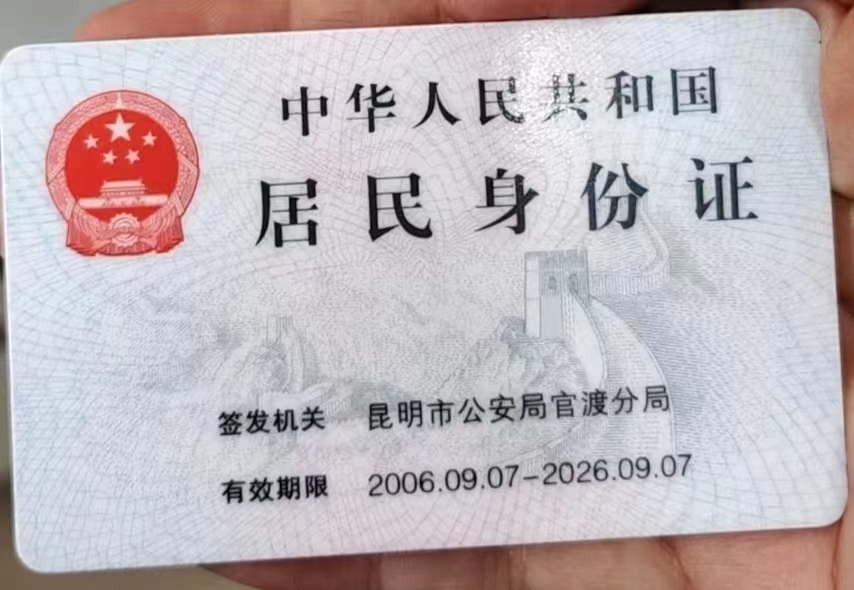 中华人民共和国
居民身份证
签发机关 昆明市公安局官渡分局
有效期限 2006.09.07-2026.09.07